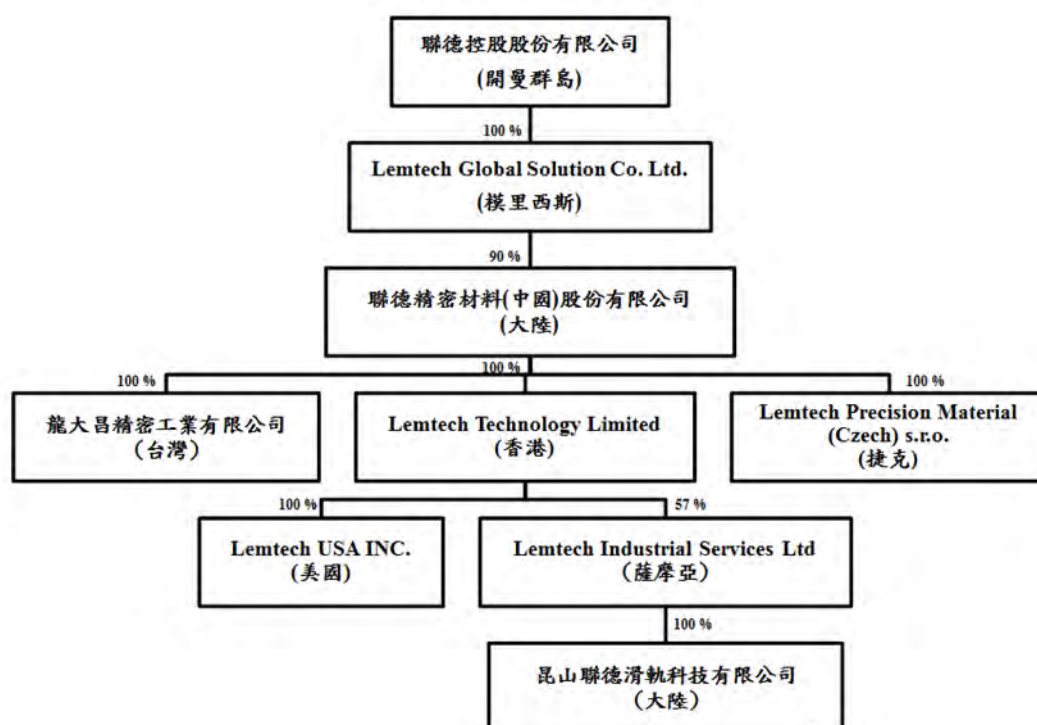 聯德控股股份有限公司
(開曼群島)
100 %
Lemtech Global Solution Co. Ltd.
(模里西斯)
90 %
聯德精密材料(中國)股份有限公司
(大陸)
100 %
100 %
100 %
龍大昌精密工業有限公司
（台灣）
Lemtech Technology Limited
(香港)
Lemtech Precision Material
(Czech) s.r.o.
(捷克)
100 %
57 %
Lemtech USA INC.
(美國)
Lemtech Industrial Services Ltd
（薩摩亞）
100 %
昆山聯德滑軌科技有限公司
（大陸）